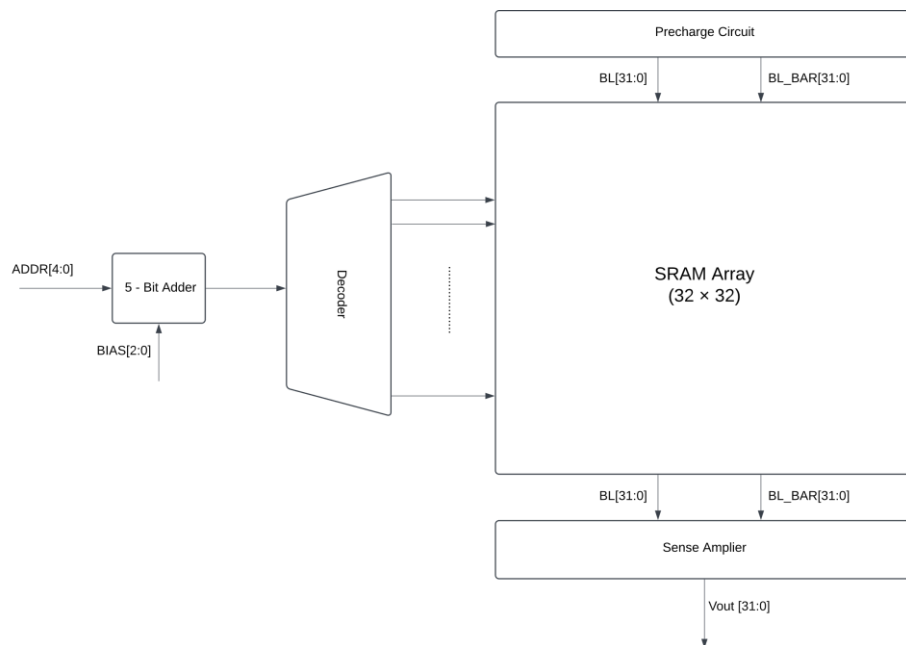 Precharge Circuit
BL[31:0]
BL_BAR[31:0]
ADDR[4:0]
5 - Bit Adder
BIAS[2:0]
Decoder
SRAM Array
(32 × 32)
BL[31:0]
BL_BAR[31:0]
Sense Amplier
Vout [31:0]